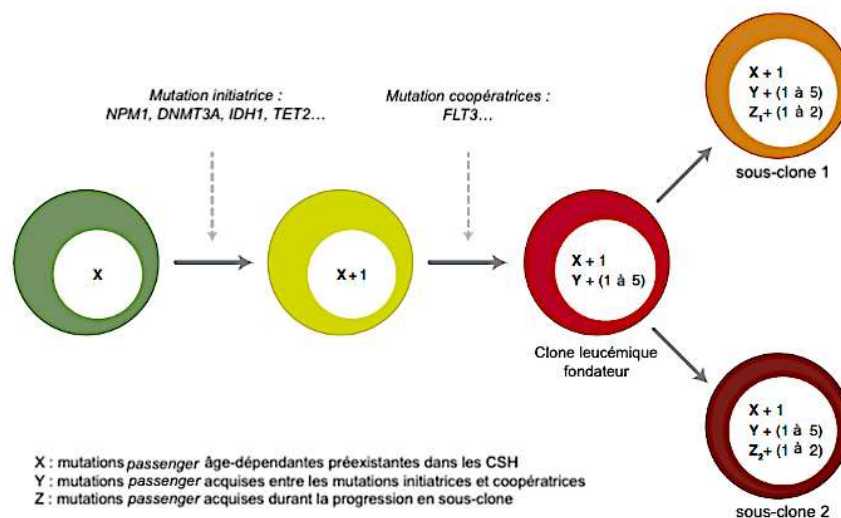 Mutation initiatrice :
NPM1, DNMT3A, IDH1, TET2...
Mutation coopératrices :
FLT3...
X
X + 1
X + 1
Y + (1 à 5)
Clone leucémique
fondateur
X + 1
Y + (1 à 5)
Z1 + (1 à 2)
sous-clone 1
X + 1
Y + (1 à 5)
Z2 + (1 à 2)
sous-clone 2
X : mutations passenger âge-dépendantes préexistantes dans les CSH
Y : mutations passenger acquises entre les mutations initiatrices et coopératrices
Z : mutations passenger acquises durant la progression en sous-clone